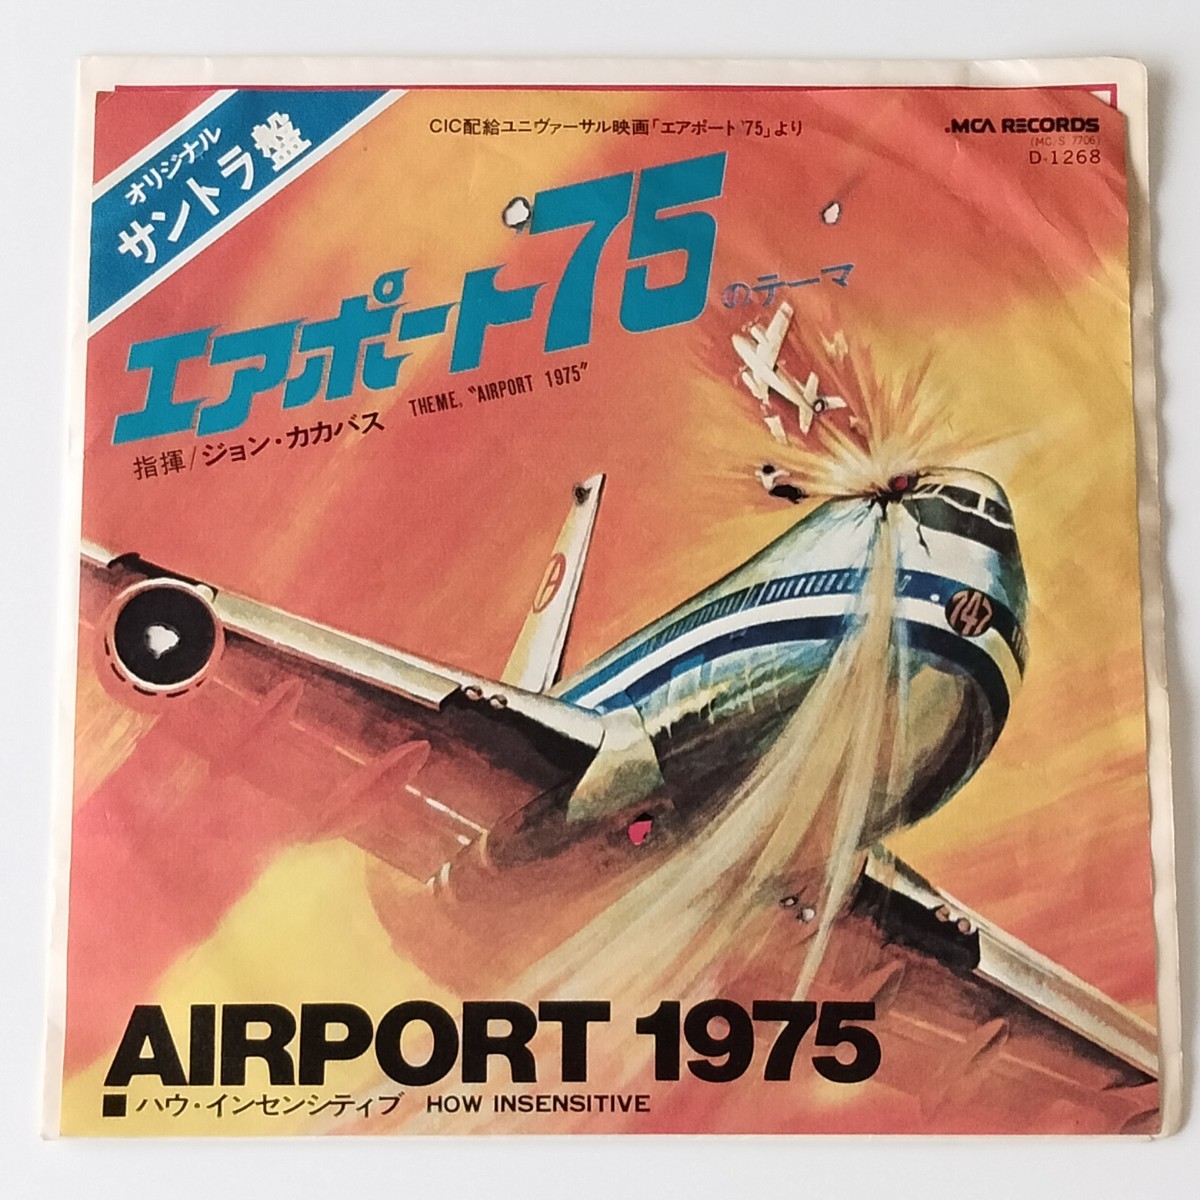 オリジナル
サントラ盤
CIC配給ユニヴァーサル映画「エアポート'75」より
MCA RECORDS
(MC/S 7706)
D-1268
エアポート'75のテーマ
THEME, "AIRPORT 1975"
指揮/ジョン・カカバス
747
AIRPORT 1975
■ ハウ・インセンシティブ HOW INSENSITIVE